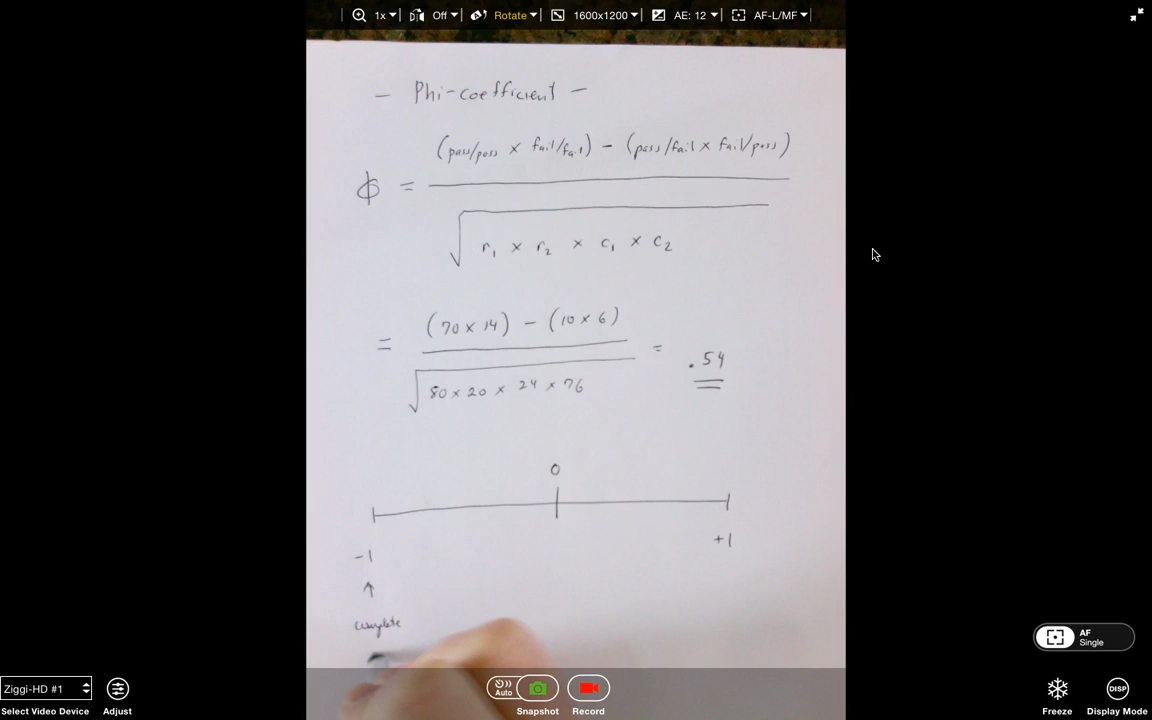 1x Off Rotate 1600x1200 AE: 12 AF-L/MF
- Phi-coefficient -
ϕ = (pass/pass × fail/fail) - (pass/fail × fail/pass)
√ r₁ × r₂ × c₁ × c₂
= (70 × 14) - (10 × 6) = .54
√ 80 × 20 × 24 × 76
0
-1 +1
↑
complete
AF
Single
Ziggi-HD #1
Auto
Select Video Device Adjust Snapshot Record Freeze Display Mode
DISP